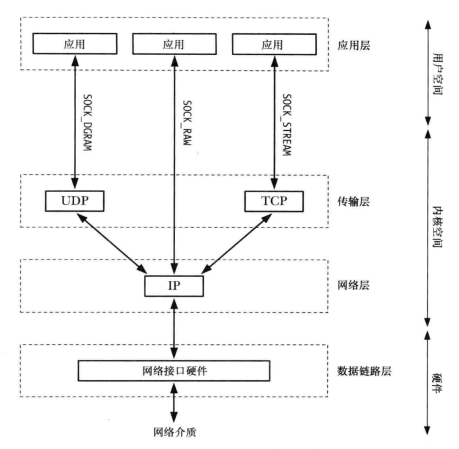 应用
应用
应用
应用层
用户空间
SOCK_DGRAM
SOCK_RAW
SOCK_STREAM
UDP
TCP
传输层
内核空间
IP
网络层
网络接口硬件
数据链路层
硬件
网络介质